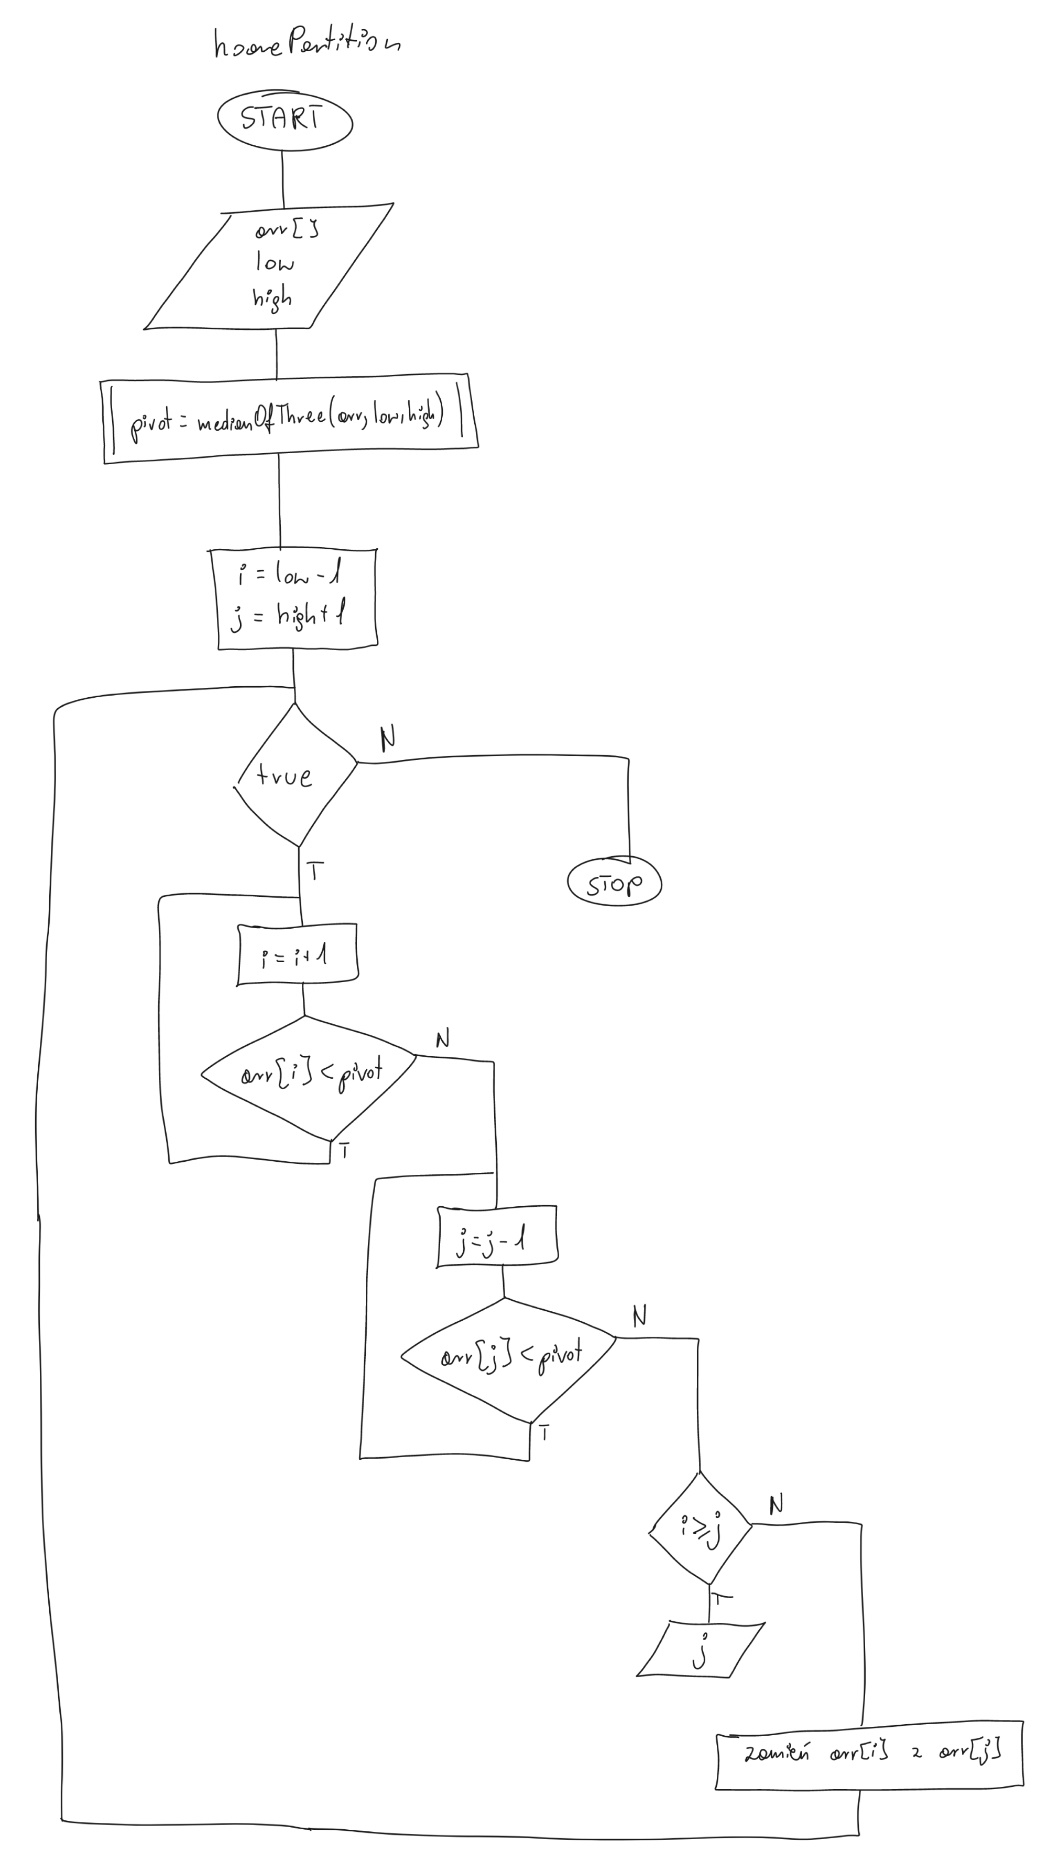 hoarePartition
START
arr[]
low
high
pivot = medianOfThree(arr, low, high)
i = low - 1
j = high + 1
true
N
T
STOP
i = i + 1
arr[i] < pivot
N
T
j = j - 1
arr[j] < pivot
N
T
i ⩾ j
N
T
j
zamień arr[i] z arr[j]